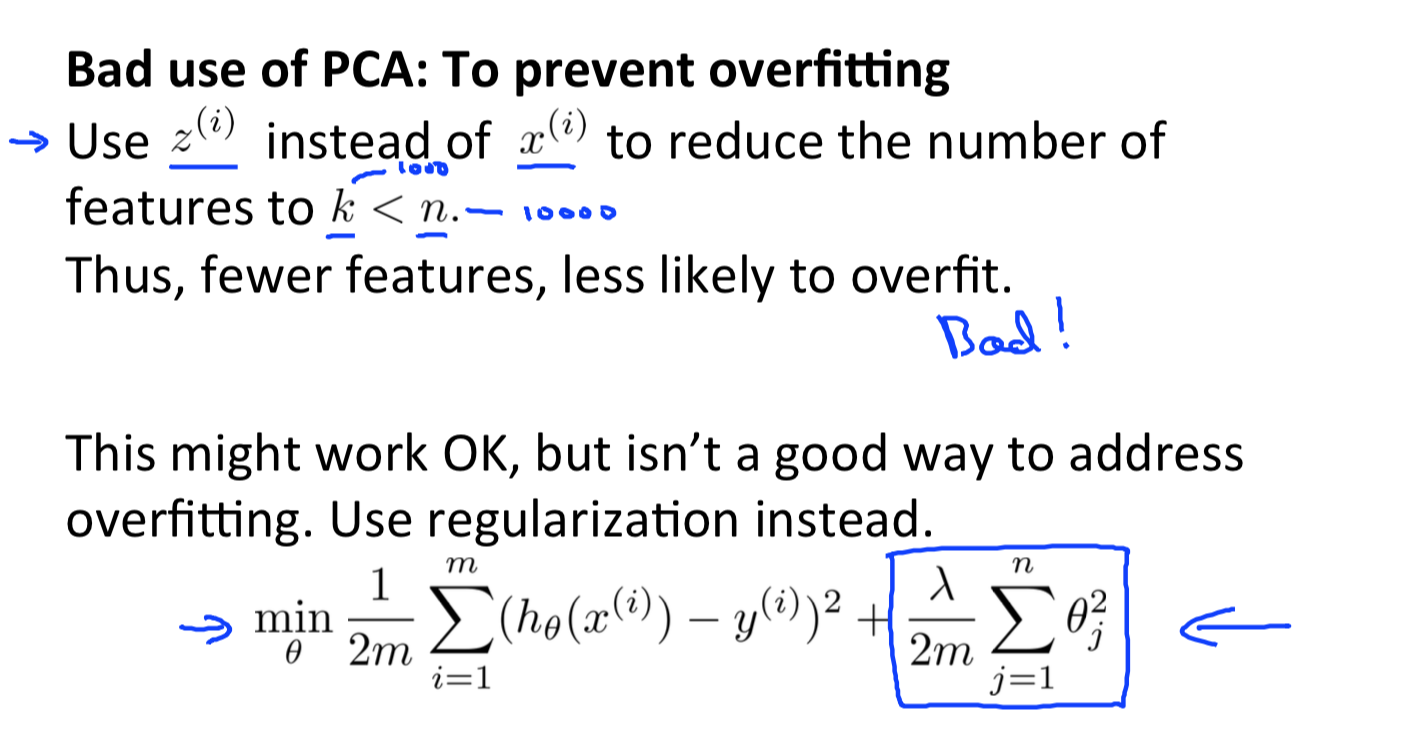 Bad use of PCA: To prevent overfitting
→ Use z^(i) instead of x^(i) to reduce the number of
1000
features to k < n. — 10000
Thus, fewer features, less likely to overfit.
Bad!
This might work OK, but isn’t a good way to address
overfitting. Use regularization instead.
→ min_θ 1/2m ∑_{i=1}^{m} (h_θ(x^(i)) − y^(i))^2 + λ/2m ∑_{j=1}^{n} θ_j^2 ←